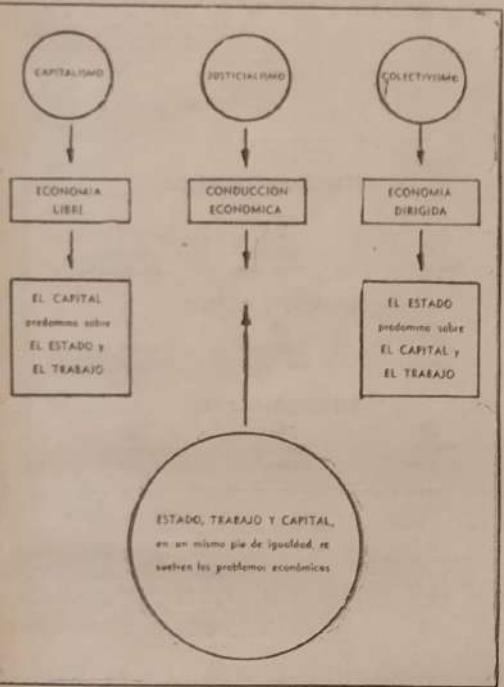 CAPITALISMO
JUSTICIALISMO
COLECTIVISMO
ECONOMIA
LIBRE
CONDUCCION
ECONOMICA
ECONOMIA
DIRIGIDA
EL CAPITAL
predomina sobre
EL ESTADO y
EL TRABAJO
EL ESTADO
predomina sobre
EL CAPITAL y
EL TRABAJO
ESTADO, TRABAJO Y CAPITAL,
en un mismo pie de igualdad, re
suelven los problemas económicos